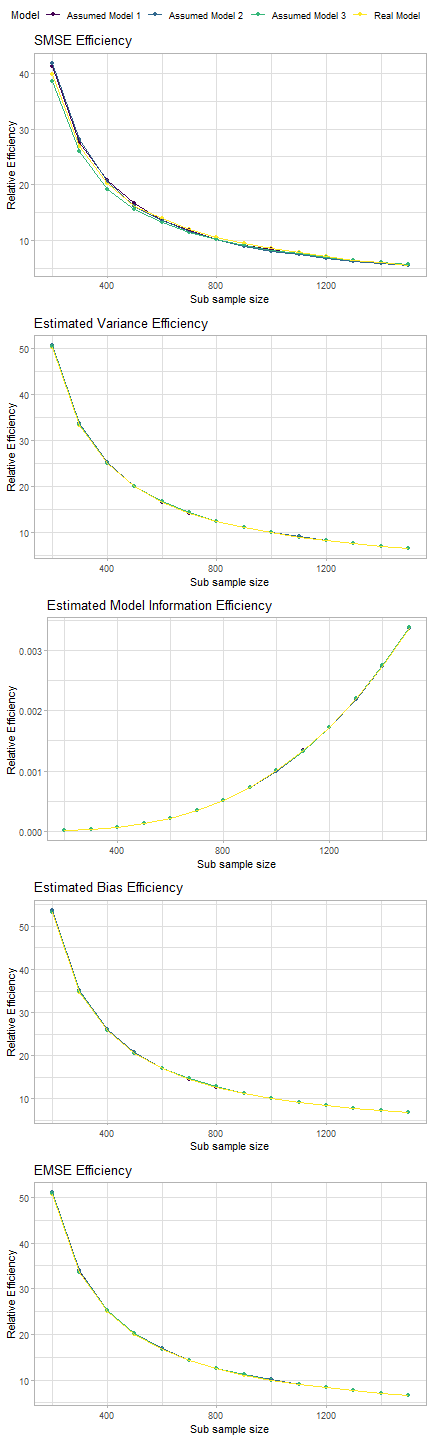 Model Assumed Model 1 Assumed Model 2 Assumed Model 3 Real Model
SMSE Efficiency
Relative Efficiency
40
30
20
10
400 800 1200
Sub sample size
Estimated Variance Efficiency
Relative Efficiency
50
40
30
20
10
400 800 1200
Sub sample size
Estimated Model Information Efficiency
Relative Efficiency
0.003
0.002
0.001
0.000
400 800 1200
Sub sample size
Estimated Bias Efficiency
Relative Efficiency
50
40
30
20
10
400 800 1200
Sub sample size
EMSE Efficiency
Relative Efficiency
50
40
30
20
10
400 800 1200
Sub sample size